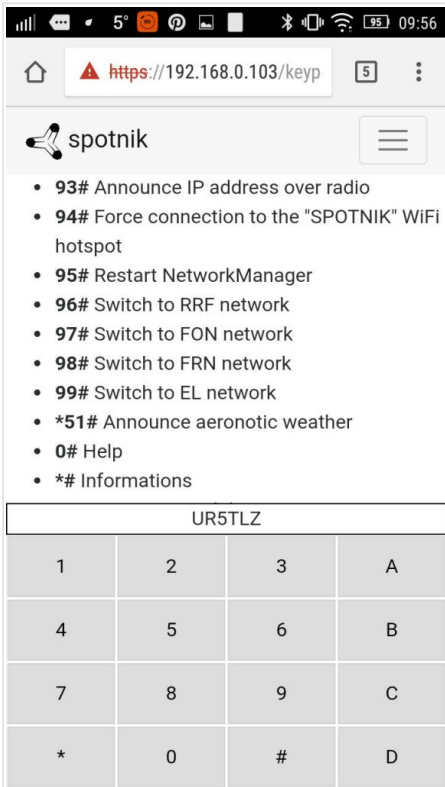 5° 95 09:56
https://192.168.0.103/keyp 5
spotnik
• 93# Announce IP address over radio
• 94# Force connection to the "SPOTNIK" WiFi
hotspot
• 95# Restart NetworkManager
• 96# Switch to RRF network
• 97# Switch to FON network
• 98# Switch to FRN network
• 99# Switch to EL network
• *51# Announce aeronotic weather
• 0# Help
• *# Informations
UR5TLZ
1 2 3 A
4 5 6 B
7 8 9 C
* 0 # D